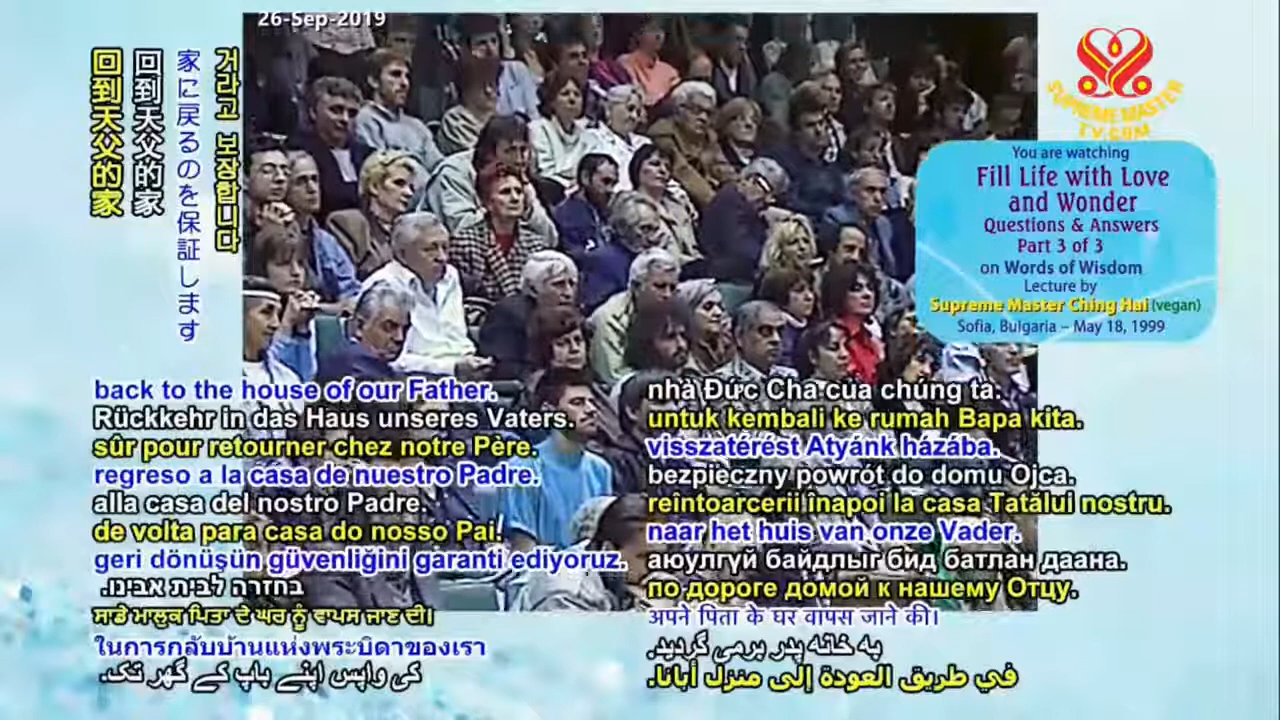 26-Sep-2019
거라고 보장합니다
家に戻るのを保証します
回到天父的家
回到天父的家
SUPREME MASTER
TV.COM
You are watching
Fill Life with Love
and Wonder
Questions & Answers
Part 3 of 3
on Words of Wisdom
Lecture by
Supreme Master Ching Hai (vegan)
Sofia, Bulgaria – May 18, 1999
back to the house of our Father.
Rückkehr in das Haus unseres Vaters.
sûr pour retourner chez notre Père.
regreso a la casa de nuestro Padre.
alla casa del nostro Padre.
de volta para casa do nosso Pai!
geri dönüşün güvenliğini garanti ediyoruz.
בחזרה לבית אבינו.
ਸਾਡੇ ਮਾਲਕ ਪਿਤਾ ਦੇ ਘਰ ਨੂੰ ਵਾਪਸ ਜਾਣ ਦੀ।
ในการกลับบ้านแห่งพระบิดาของเรา
کی واپس اپنے باپ کے گھر تک.
nhà Đức Cha của chúng ta.
untuk kembali ke rumah Bapa kita.
visszatérést Atyánk házába.
bezpieczny powrót do domu Ojca.
reîntoarcerii înapoi la casa Tatălui nostru.
naar het huis van onze Vader.
аюулгүй байдлыг бид батлан даана.
по дороге домой к нашему Отцу.
अपने पिता के घर वापस जाने की।
به خانه پدر برمی گردید.
في طريق العودة إلى منزل أبانا.